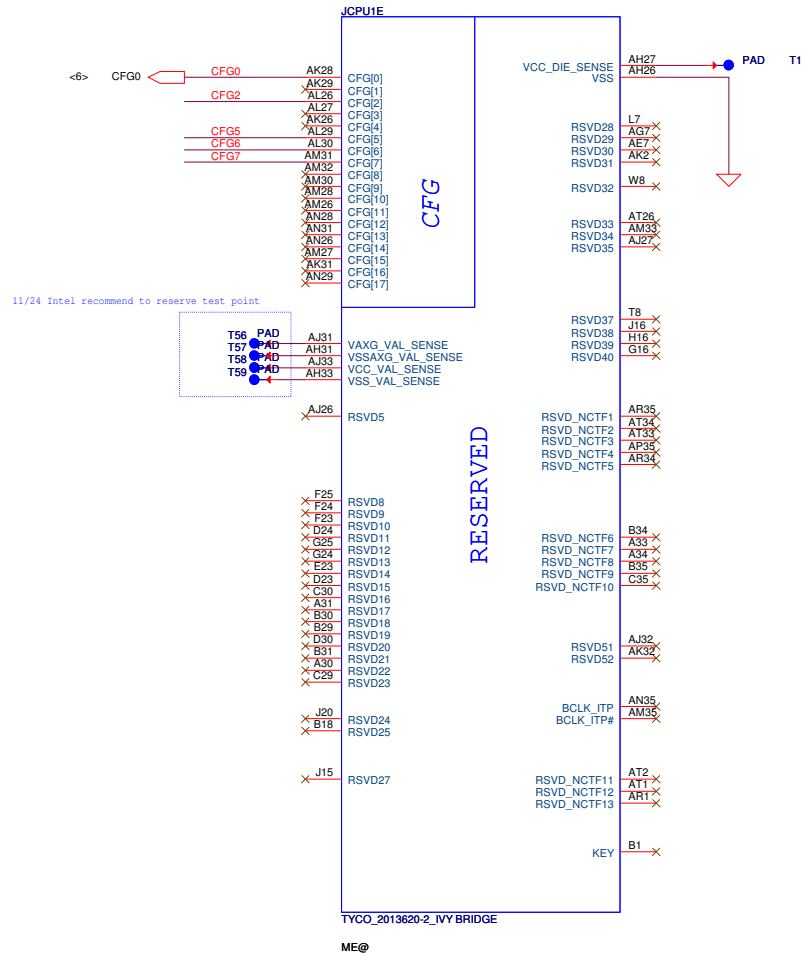 JCPU1E
<6> CFG0 CFG0 AK28 CFG[0]
AK29 CFG[1]
CFG2 AL26 CFG[2]
AL27 CFG[3]
AK26 CFG[4]
CFG5 AL29 CFG[5]
CFG6 AL30 CFG[6]
CFG7 AM31 CFG[7]
AM32 CFG[8]
AM30 CFG[9]
AM28 CFG[10]
AM26 CFG[11]
AN28 CFG[12]
AN31 CFG[13]
AN26 CFG[14]
AM27 CFG[15]
AK31 CFG[16]
AN29 CFG[17]
CFG
11/24 Intel recommend to reserve test point
T56 PAD AJ31 VAXG_VAL_SENSE
T57 PAD AH31 VSSAXG_VAL_SENSE
T58 PAD AJ33 VCC_VAL_SENSE
T59 PAD AH33 VSS_VAL_SENSE
AJ26 RSVD5
RESERVED
F25 RSVD8
F24 RSVD9
F23 RSVD10
D24 RSVD11
G25 RSVD12
G24 RSVD13
E23 RSVD14
D23 RSVD15
C30 RSVD16
A31 RSVD17
B30 RSVD18
B29 RSVD19
D30 RSVD20
B31 RSVD21
A30 RSVD22
C29 RSVD23
J20 RSVD24
B18 RSVD25
J15 RSVD27
VCC_DIE_SENSE AH27 PAD T1
VSS AH26
RSVD28 L7
RSVD29 AG7
RSVD30 AE7
RSVD31 AK2
RSVD32 W8
RSVD33 AT26
RSVD34 AM33
RSVD35 AJ27
RSVD37 T8
RSVD38 J16
RSVD39 H16
RSVD40 G16
RSVD_NCTF1 AR35
RSVD_NCTF2 AT34
RSVD_NCTF3 AT33
RSVD_NCTF4 AP35
RSVD_NCTF5 AR34
RSVD_NCTF6 B34
RSVD_NCTF7 A33
RSVD_NCTF8 A34
RSVD_NCTF9 B35
RSVD_NCTF10 C35
RSVD51 AJ32
RSVD52 AK32
BCLK_ITP AN35
BCLK_ITP# AM35
RSVD_NCTF11 AT2
RSVD_NCTF12 AT1
RSVD_NCTF13 AR1
KEY B1
TYCO_2013620-2_IVY BRIDGE
ME@